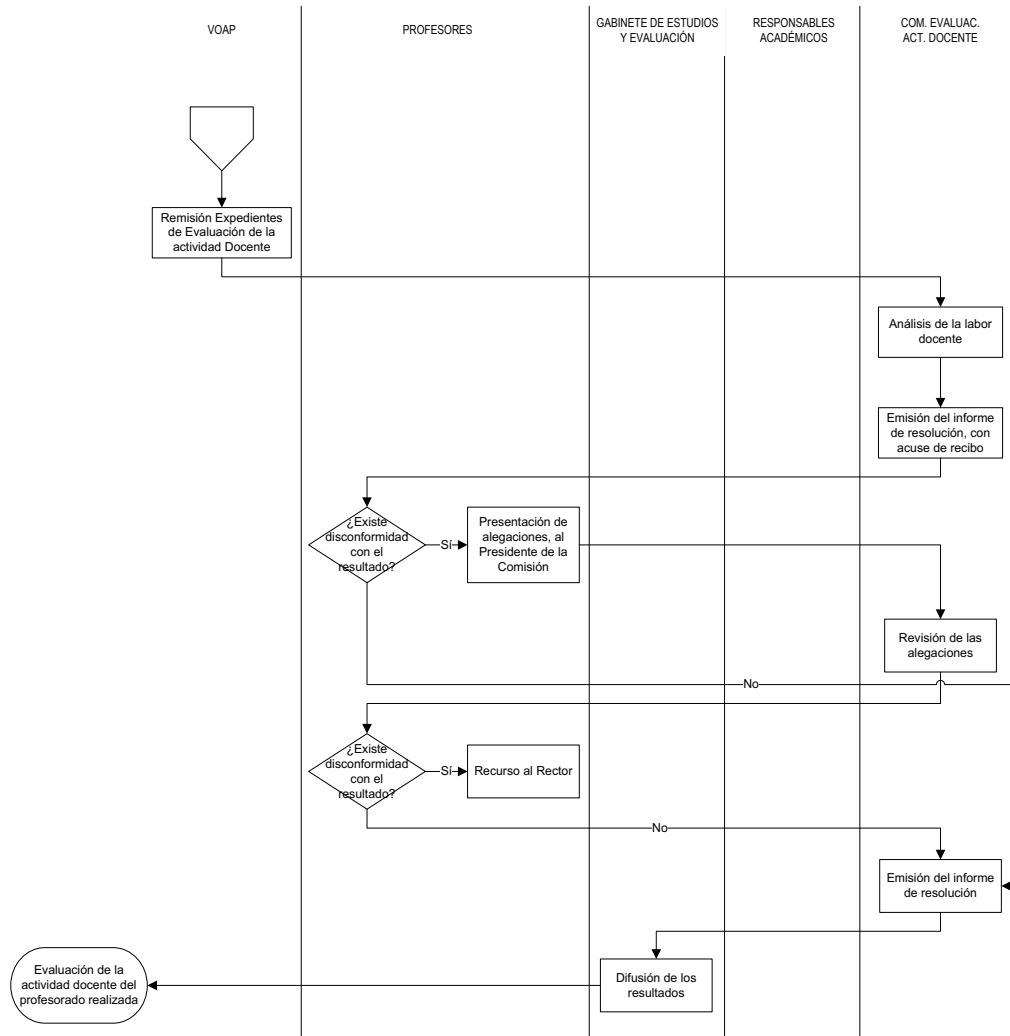 VOAP
PROFESORES
GABINETE DE ESTUDIOS
Y EVALUACIÓN
RESPONSABLES
ACADÉMICOS
COM. EVALUAC.
ACT. DOCENTE
Remisión Expedientes
de Evaluación de la
actividad Docente
Análisis de la labor
docente
Emisión del informe
de resolución, con
acuse de recibo
¿Existe
disconformidad
con el
resultado?
Sí
Presentación de
alegaciones, al
Presidente de la
Comisión
Revisión de las
alegaciones
No
¿Existe
disconformidad
con el
resultado?
Sí
Recurso al Rector
No
Emisión del informe
de resolución
Difusión de los
resultados
Evaluación de la
actividad docente del
profesorado realizada